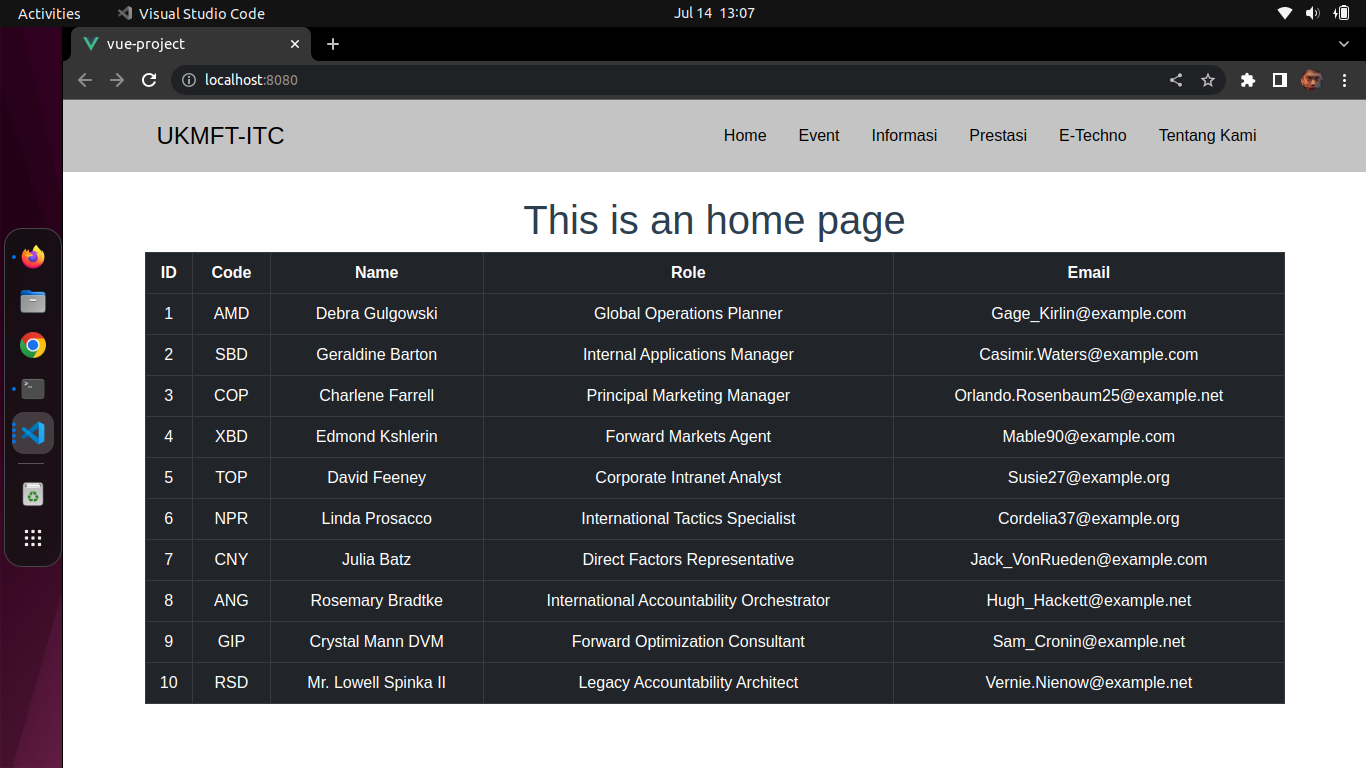 Activities Visual Studio Code Jul 14 13:07
vue-project
localhost:8080
UKMFT-ITC Home Event Informasi Prestasi E-Techno Tentang Kami
This is an home page
ID Code Name Role Email
1 AMD Debra Gulgowski Global Operations Planner Gage_Kirlin@example.com
2 SBD Geraldine Barton Internal Applications Manager Casimir.Waters@example.com
3 COP Charlene Farrell Principal Marketing Manager Orlando.Rosenbaum25@example.net
4 XBD Edmond Kshlerin Forward Markets Agent Mable90@example.com
5 TOP David Feeney Corporate Intranet Analyst Susie27@example.org
6 NPR Linda Prosacco International Tactics Specialist Cordelia37@example.org
7 CNY Julia Batz Direct Factors Representative Jack_VonRueden@example.com
8 ANG Rosemary Bradtke International Accountability Orchestrator Hugh_Hackett@example.net
9 GIP Crystal Mann DVM Forward Optimization Consultant Sam_Cronin@example.net
10 RSD Mr. Lowell Spinka II Legacy Accountability Architect Vernie.Nienow@example.net